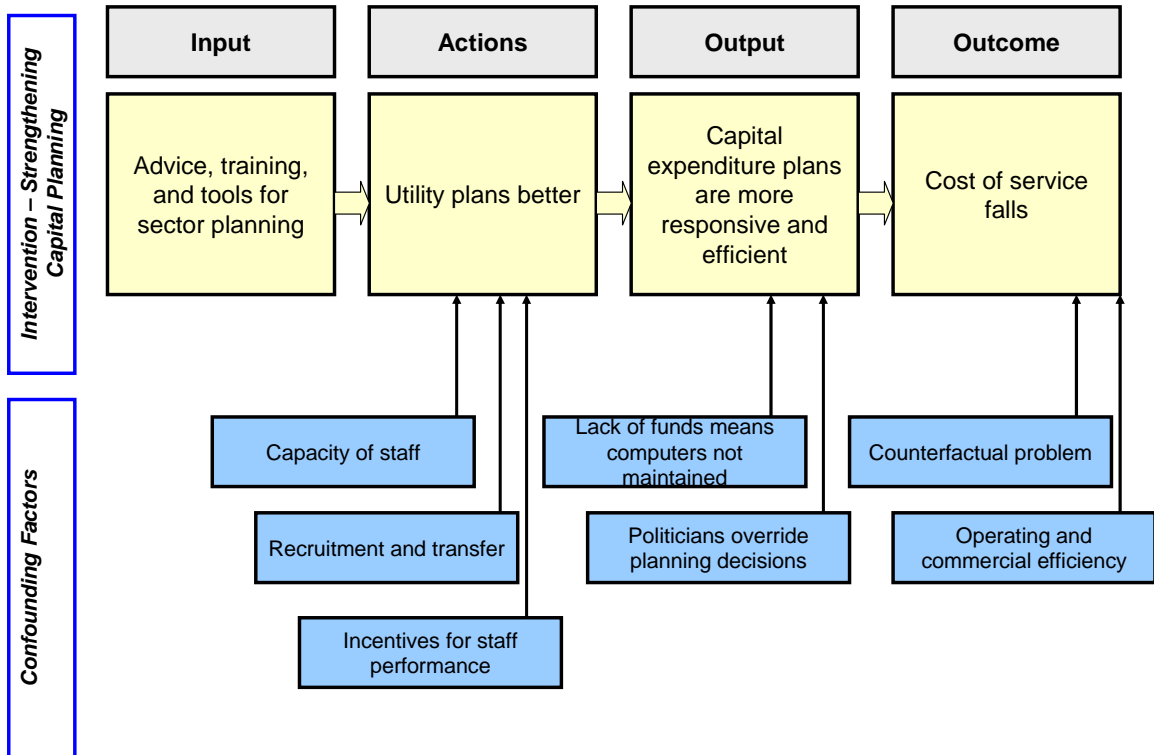 Intervention – Strengthening
Capital Planning
Input
Actions
Output
Outcome
Advice, training,
and tools for
sector planning
Utility plans better
Capital
expenditure plans
are more
responsive and
efficient
Cost of service
falls
Confounding Factors
Capacity of staff
Lack of funds means
computers not
maintained
Counterfactual problem
Recruitment and transfer
Politicians override
planning decisions
Operating and
commercial efficiency
Incentives for staff
performance